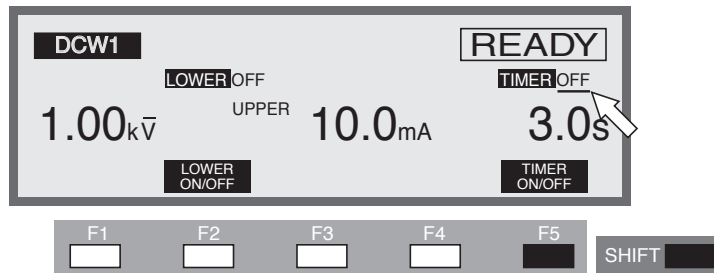 DCW1 READY
LOWER OFF TIMER OFF
1.00kV UPPER 10.0mA 3.0s
LOWER ON/OFF TIMER ON/OFF
F1 F2 F3 F4 F5
SHIFT